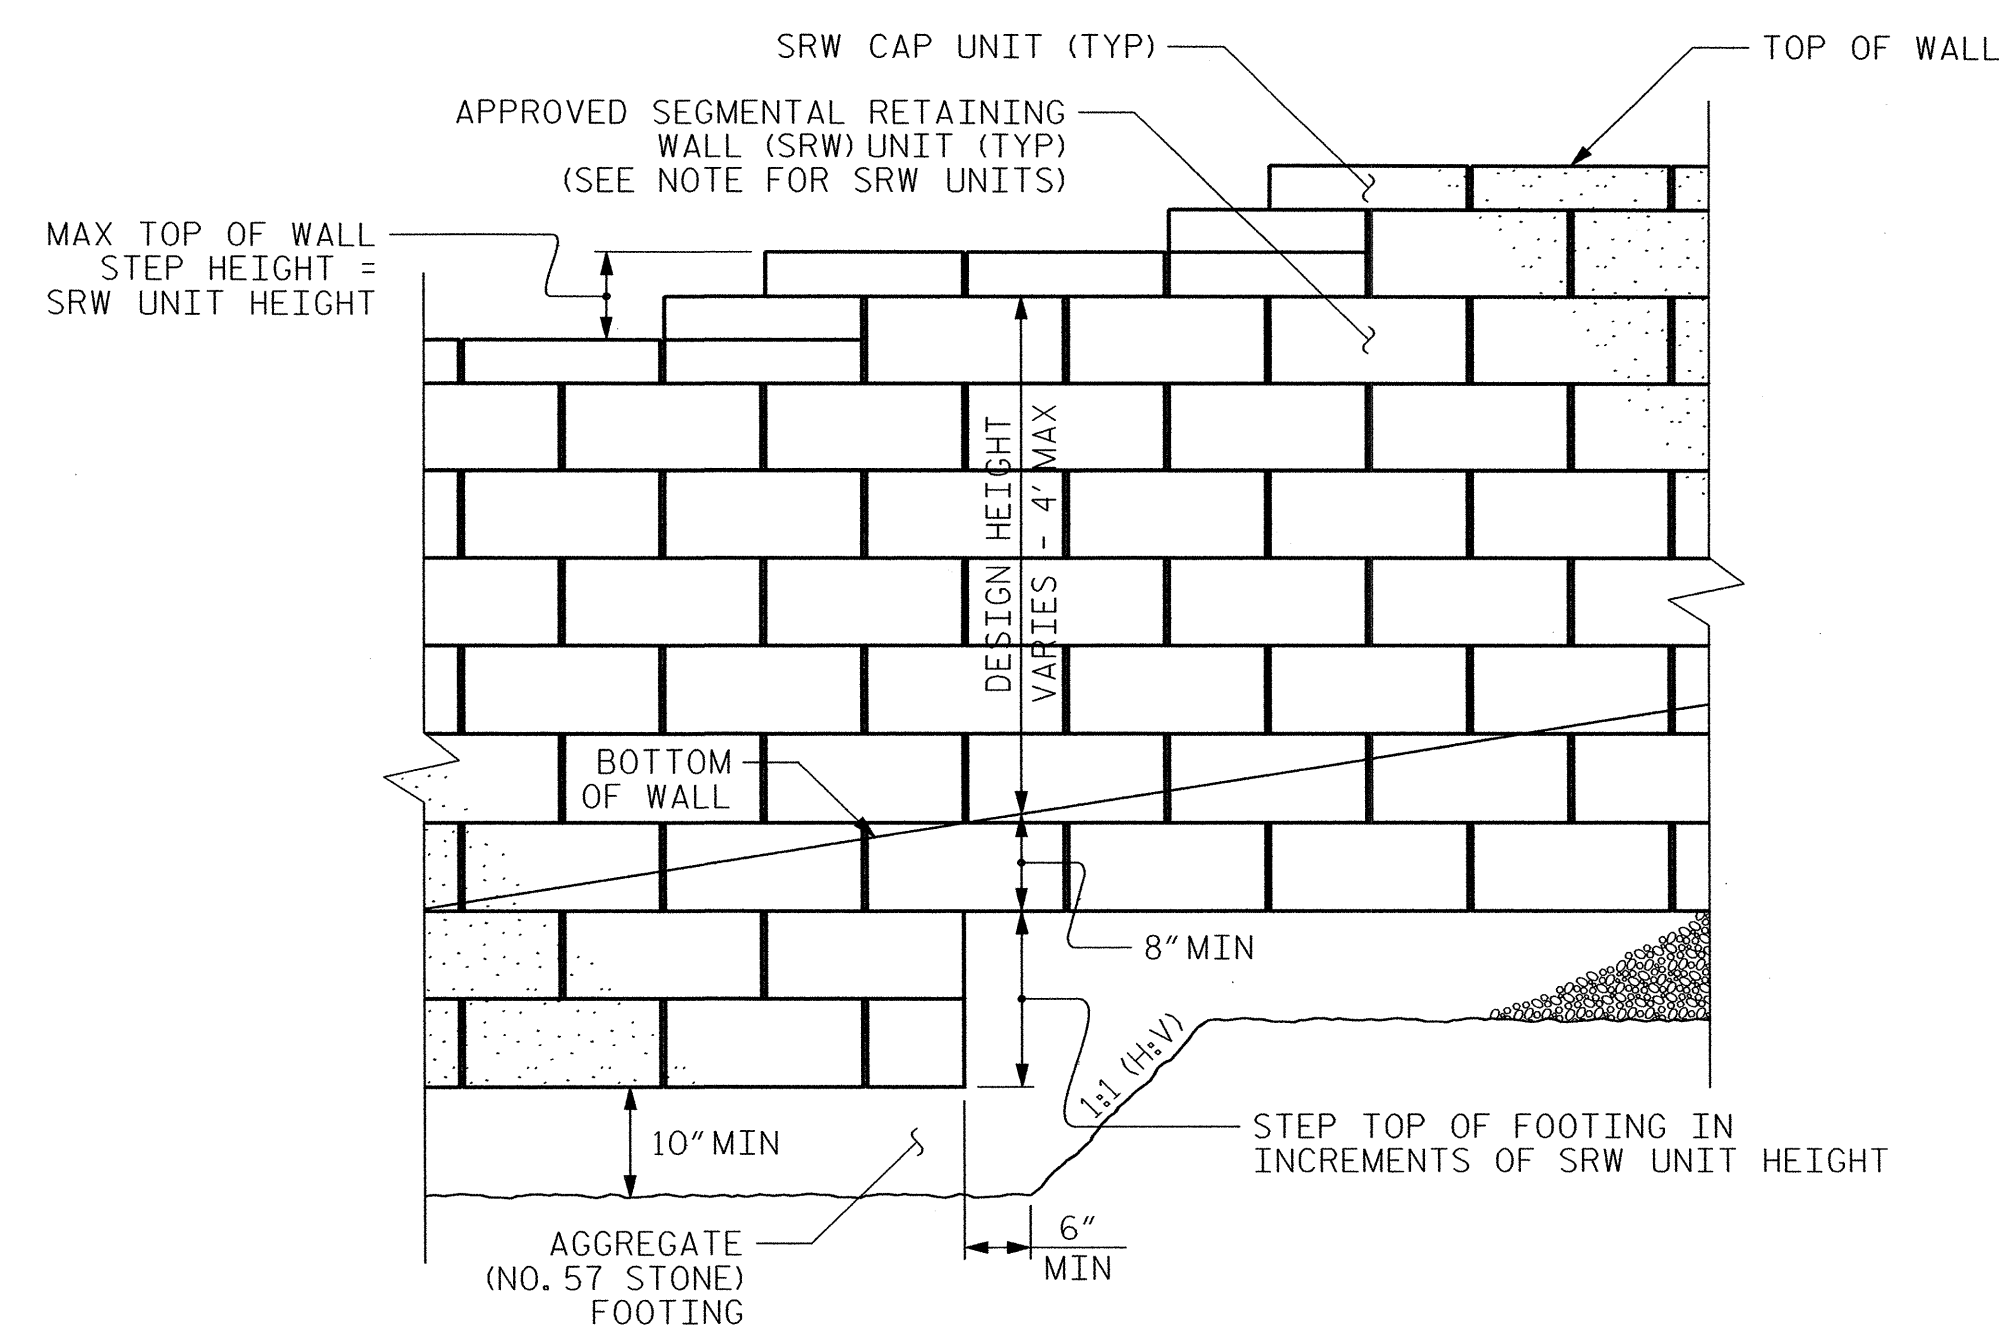 SRW CAP UNIT (TYP)
TOP OF WALL
APPROVED SEGMENTAL RETAINING
WALL (SRW) UNIT (TYP)
(SEE NOTE FOR SRW UNITS)
MAX TOP OF WALL
STEP HEIGHT =
SRW UNIT HEIGHT
DESIGN HEIGHT
VARIES - 4' MAX
BOTTOM
OF WALL
8" MIN
1:1 (H:V)
10" MIN
STEP TOP OF FOOTING IN
INCREMENTS OF SRW UNIT HEIGHT
6"
MIN
AGGREGATE
(NO. 57 STONE)
FOOTING